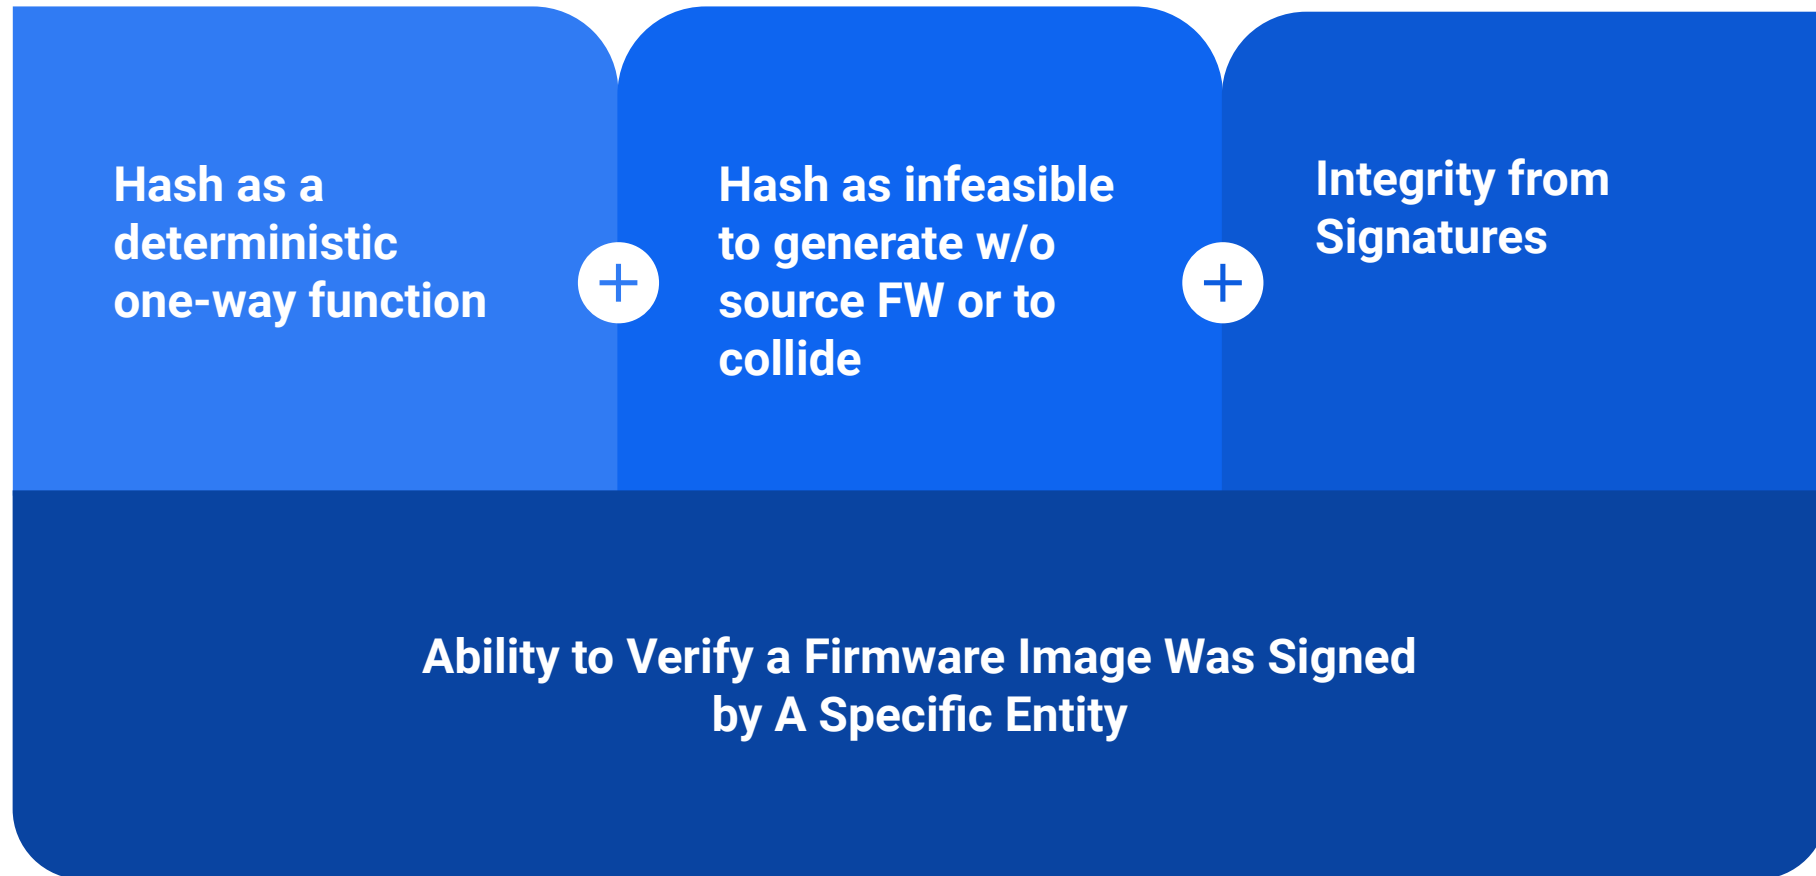 Hash as a
deterministic
one-way function
+
Hash as infeasible
to generate w/o
source FW or to
collide
+
Integrity from
Signatures
Ability to Verify a Firmware Image Was Signed
by A Specific Entity